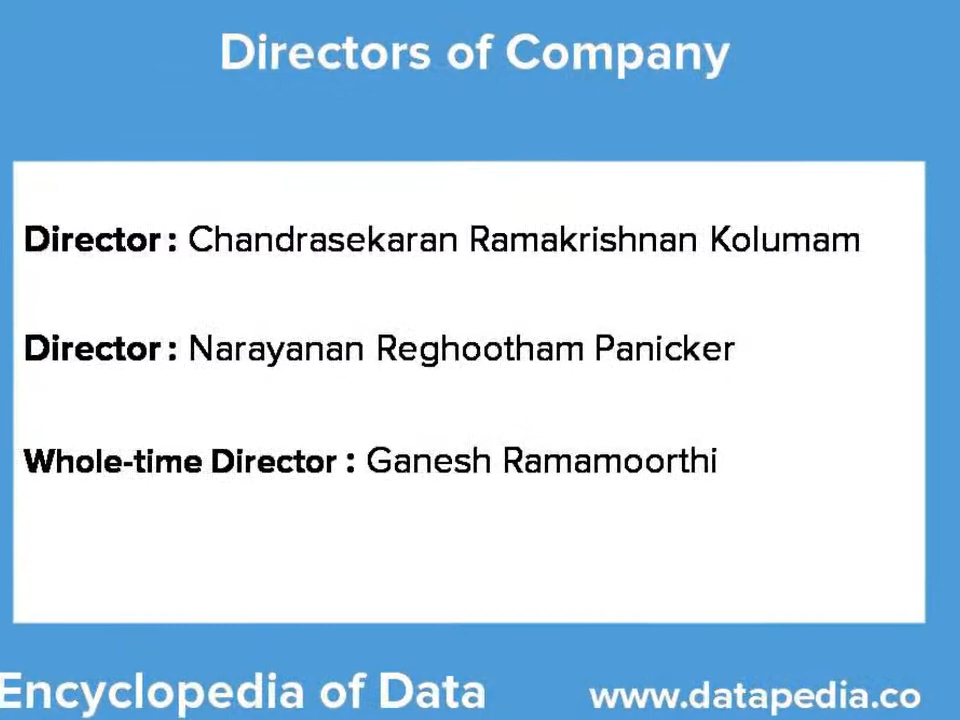 Directors of Company
Director : Chandrasekaran Ramakrishnan Kolumam
Director : Narayanan Reghootham Panicker
Whole-time Director : Ganesh Ramamoorthi
Encyclopedia of Data
www.datapedia.co